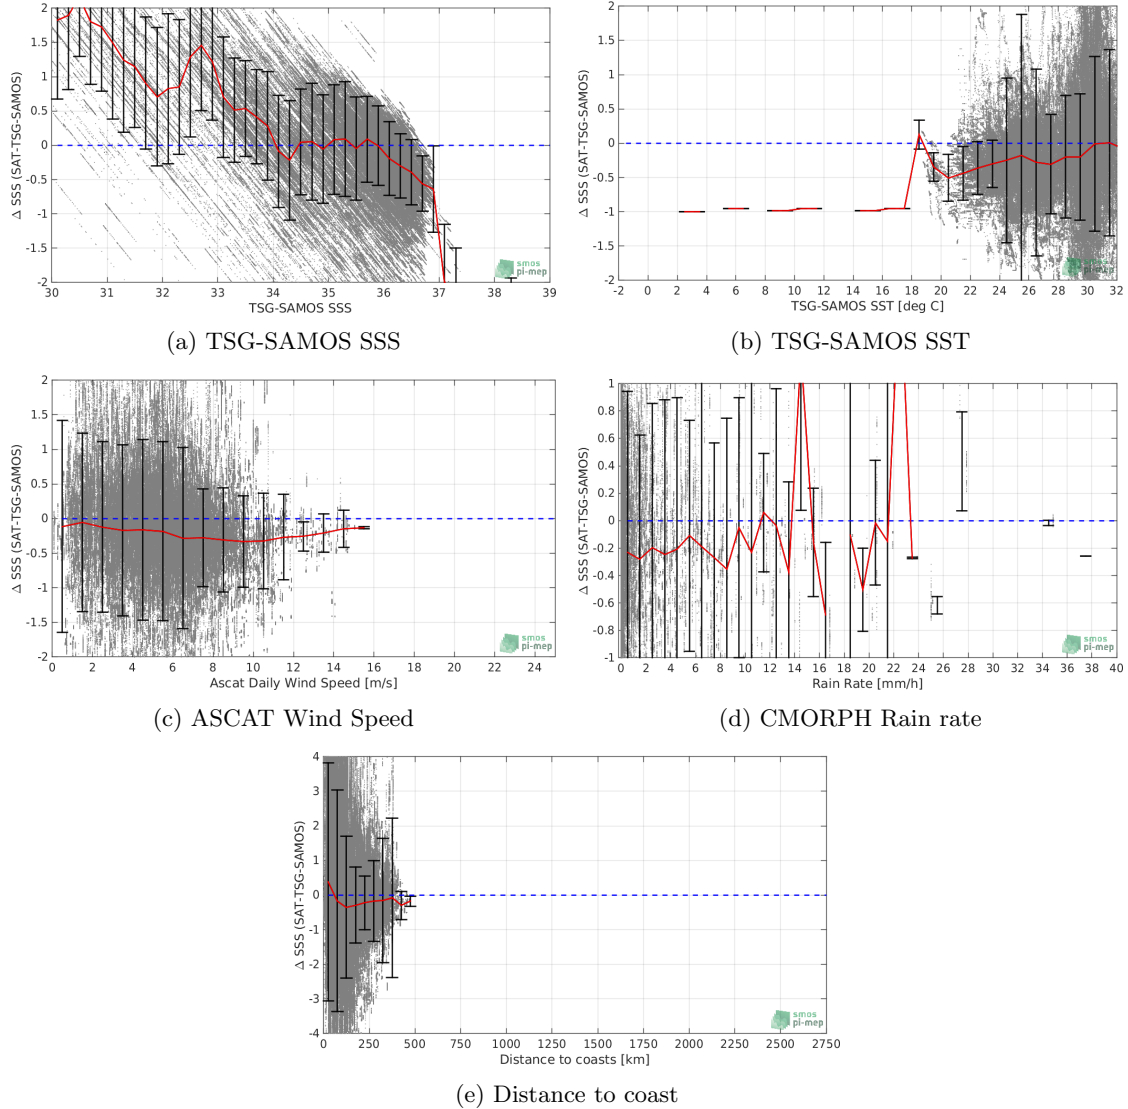 2
1.5
1
0.5
0
-0.5
-1
-1.5
-2
Δ SSS (SAT-TSG-SAMOS)
30 31 32 33 34 35 36 37 38 39
TSG-SAMOS SSS
smos
pi-mep
(a) TSG-SAMOS SSS
2
1.5
1
0.5
0
-0.5
-1
-1.5
-2
Δ SSS (SAT-TSG-SAMOS)
-2 0 2 4 6 8 10 12 14 16 18 20 22 24 26 28 30 32
TSG-SAMOS SST [deg C]
smos
pi-mep
(b) TSG-SAMOS SST
2
1.5
1
0.5
0
-0.5
-1
-1.5
-2
Δ SSS (SAT-TSG-SAMOS)
0 2 4 6 8 10 12 14 16 18 20 22 24
Ascat Daily Wind Speed [m/s]
smos
pi-mep
(c) ASCAT Wind Speed
1
0.8
0.6
0.4
0.2
0
-0.2
-0.4
-0.6
-0.8
-1
Δ SSS (SAT-TSG-SAMOS)
0 2 4 6 8 10 12 14 16 18 20 22 24 26 28 30 32 34 36 38 40
Rain Rate [mm/h]
smos
pi-mep
(d) CMORPH Rain rate
4
3
2
1
0
-1
-2
-3
-4
Δ SSS (SAT-TSG-SAMOS)
0 250 500 750 1000 1250 1500 1750 2000 2250 2500 2750
Distance to coasts [km]
smos
pi-mep
(e) Distance to coast